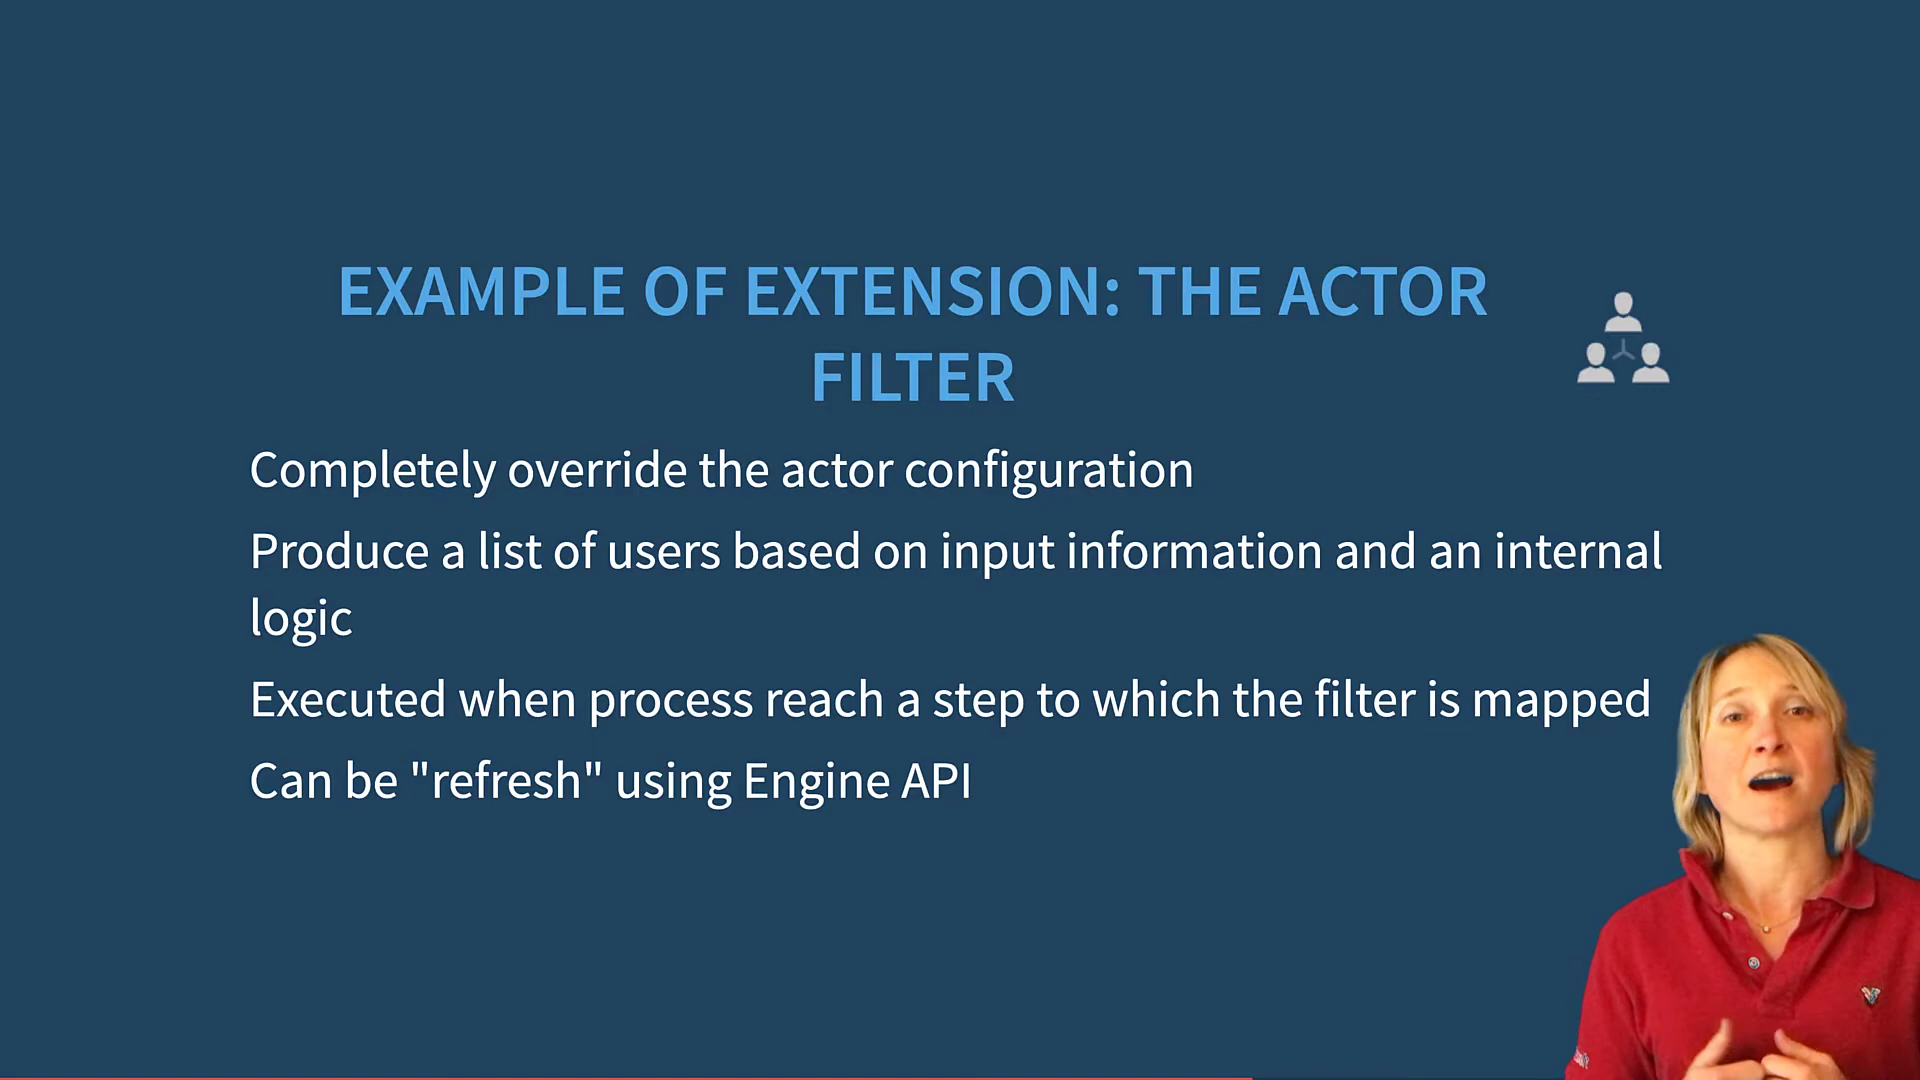 EXAMPLE OF EXTENSION: THE ACTOR
FILTER
Completely override the actor configuration
Produce a list of users based on input information and an internal
logic
Executed when process reach a step to which the filter is mapped
Can be "refresh" using Engine API